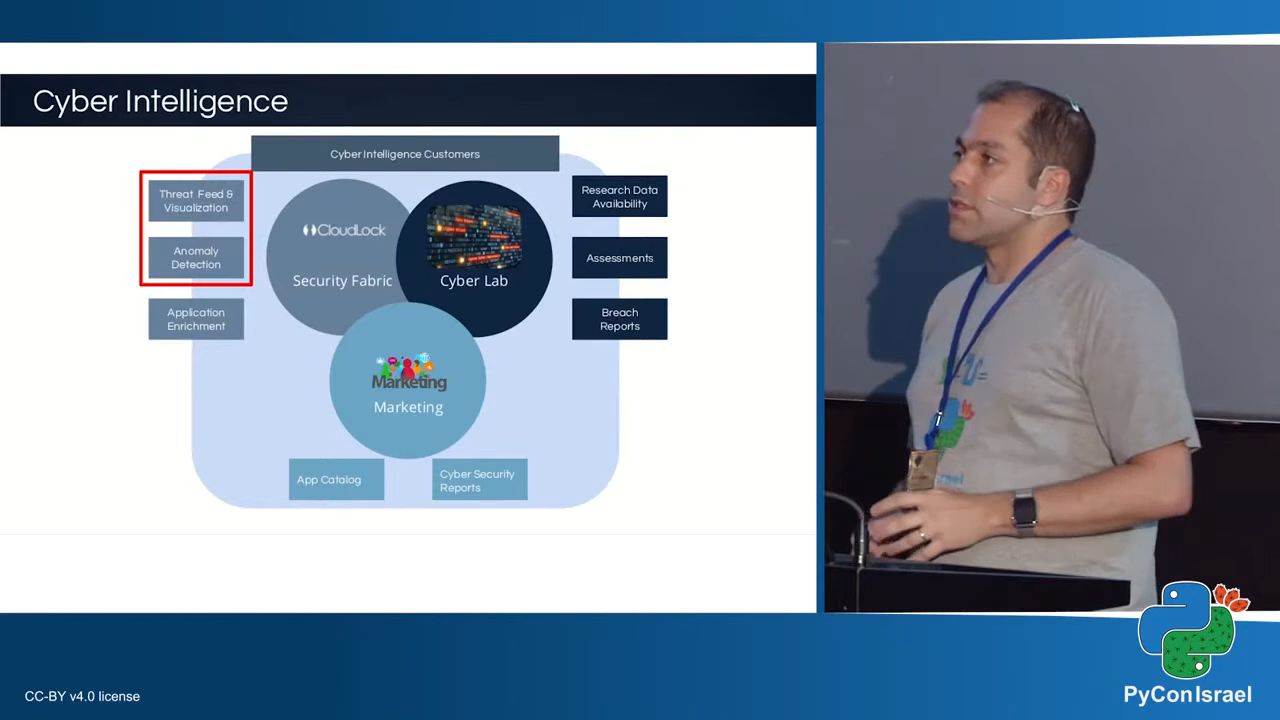 Cyber Intelligence
Cyber Intelligence Customers
Threat Feed &
Visualization
Anomaly
Detection
Application
Enrichment
CloudLock
Security Fabric
Cyber Lab
Research Data
Availability
Assessments
Breach
Reports
Marketing
Marketing
App Catalog
Cyber Security
Reports
CC-BY v4.0 license
PyConIsrael